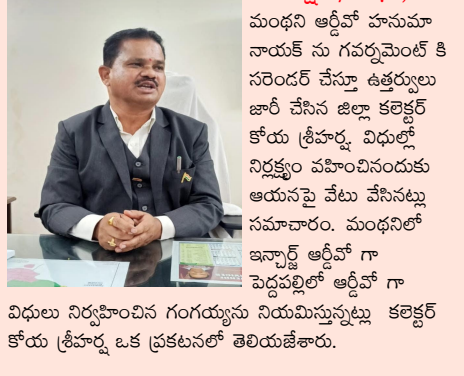 మంథని ఆర్డీవో హనుమా
నాయక్ ను గవర్నమెంట్ కి
సరెండర్ చేస్తూ ఉత్తర్వులు
జారీ చేసిన జిల్లా కలెక్టర్
కోయ శ్రీహర్ష. విధుల్లో
నిర్లక్ష్యం వహించినందుకు
ఆయనపై వేటు వేసినట్లు
సమాచారం. మంథనిలో
ఇన్చార్జ్ ఆర్డీవో గా
పెద్దపల్లిలో ఆర్డీవో గా
విధులు నిర్వహించిన గంగయ్యను నియమిస్తున్నట్లు కలెక్టర్
కోయ శ్రీహర్ష ఒక ప్రకటనలో తెలియజేశారు.